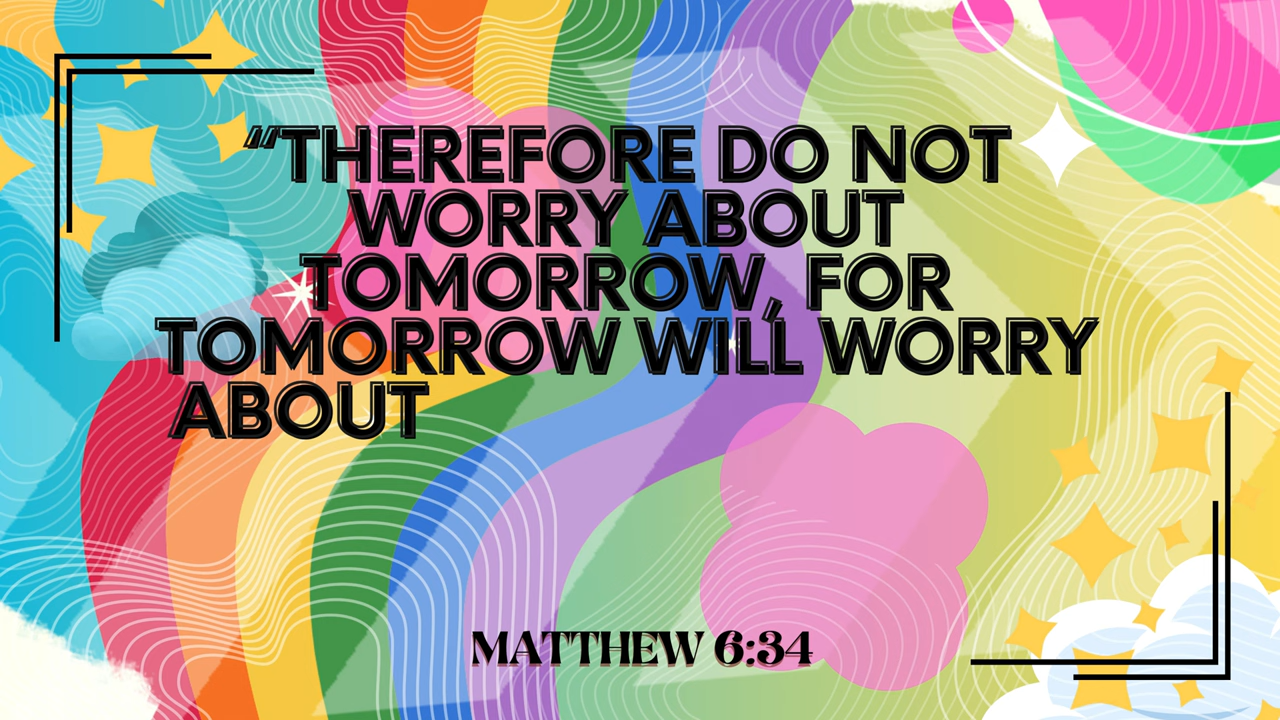 “THEREFORE DO NOT
WORRY ABOUT
TOMORROW, FOR
TOMORROW WILL WORRY
ABOUT
MATTHEW 6:34